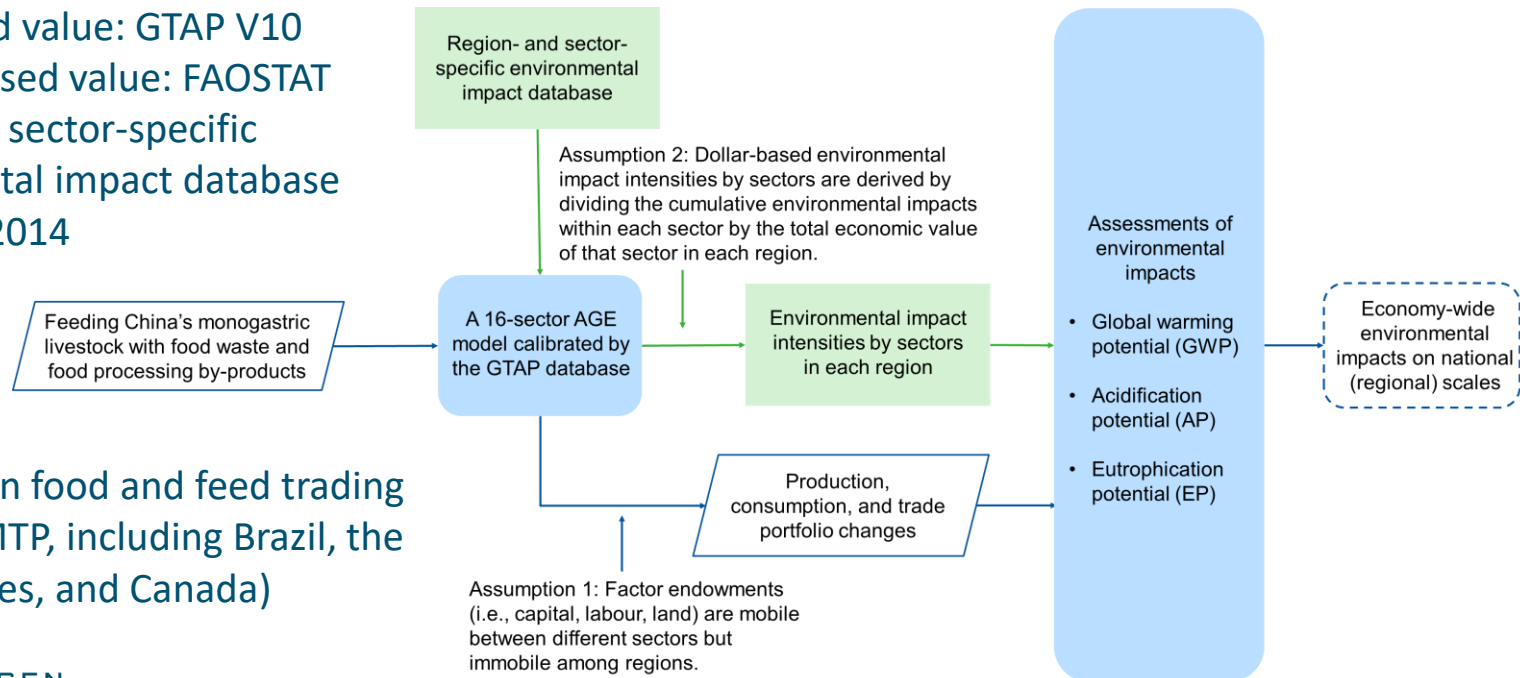 d value: GTAP V10
sed value: FAOSTAT
sector-specific
tal impact database
2014
n food and feed trading
MTP, including Brazil, the
es, and Canada)
Region- and sector-
specific environmental
impact database
Assumption 2: Dollar-based environmental
impact intensities by sectors are derived by
dividing the cumulative environmental impacts
within each sector by the total economic value
of that sector in each region.
Feeding China's monogastric
livestock with food waste and
food processing by-products
A 16-sector AGE
model calibrated by
the GTAP database
Environmental impact
intensities by sectors
in each region
Production,
consumption, and trade
portfolio changes
Assumption 1: Factor endowments
(i.e., capital, labour, land) are mobile
between different sectors but
immobile among regions.
Assessments of
environmental
impacts
• Global warming
potential (GWP)
• Acidification
potential (AP)
• Eutrophication
potential (EP)
Economy-wide
environmental
impacts on national
(regional) scales